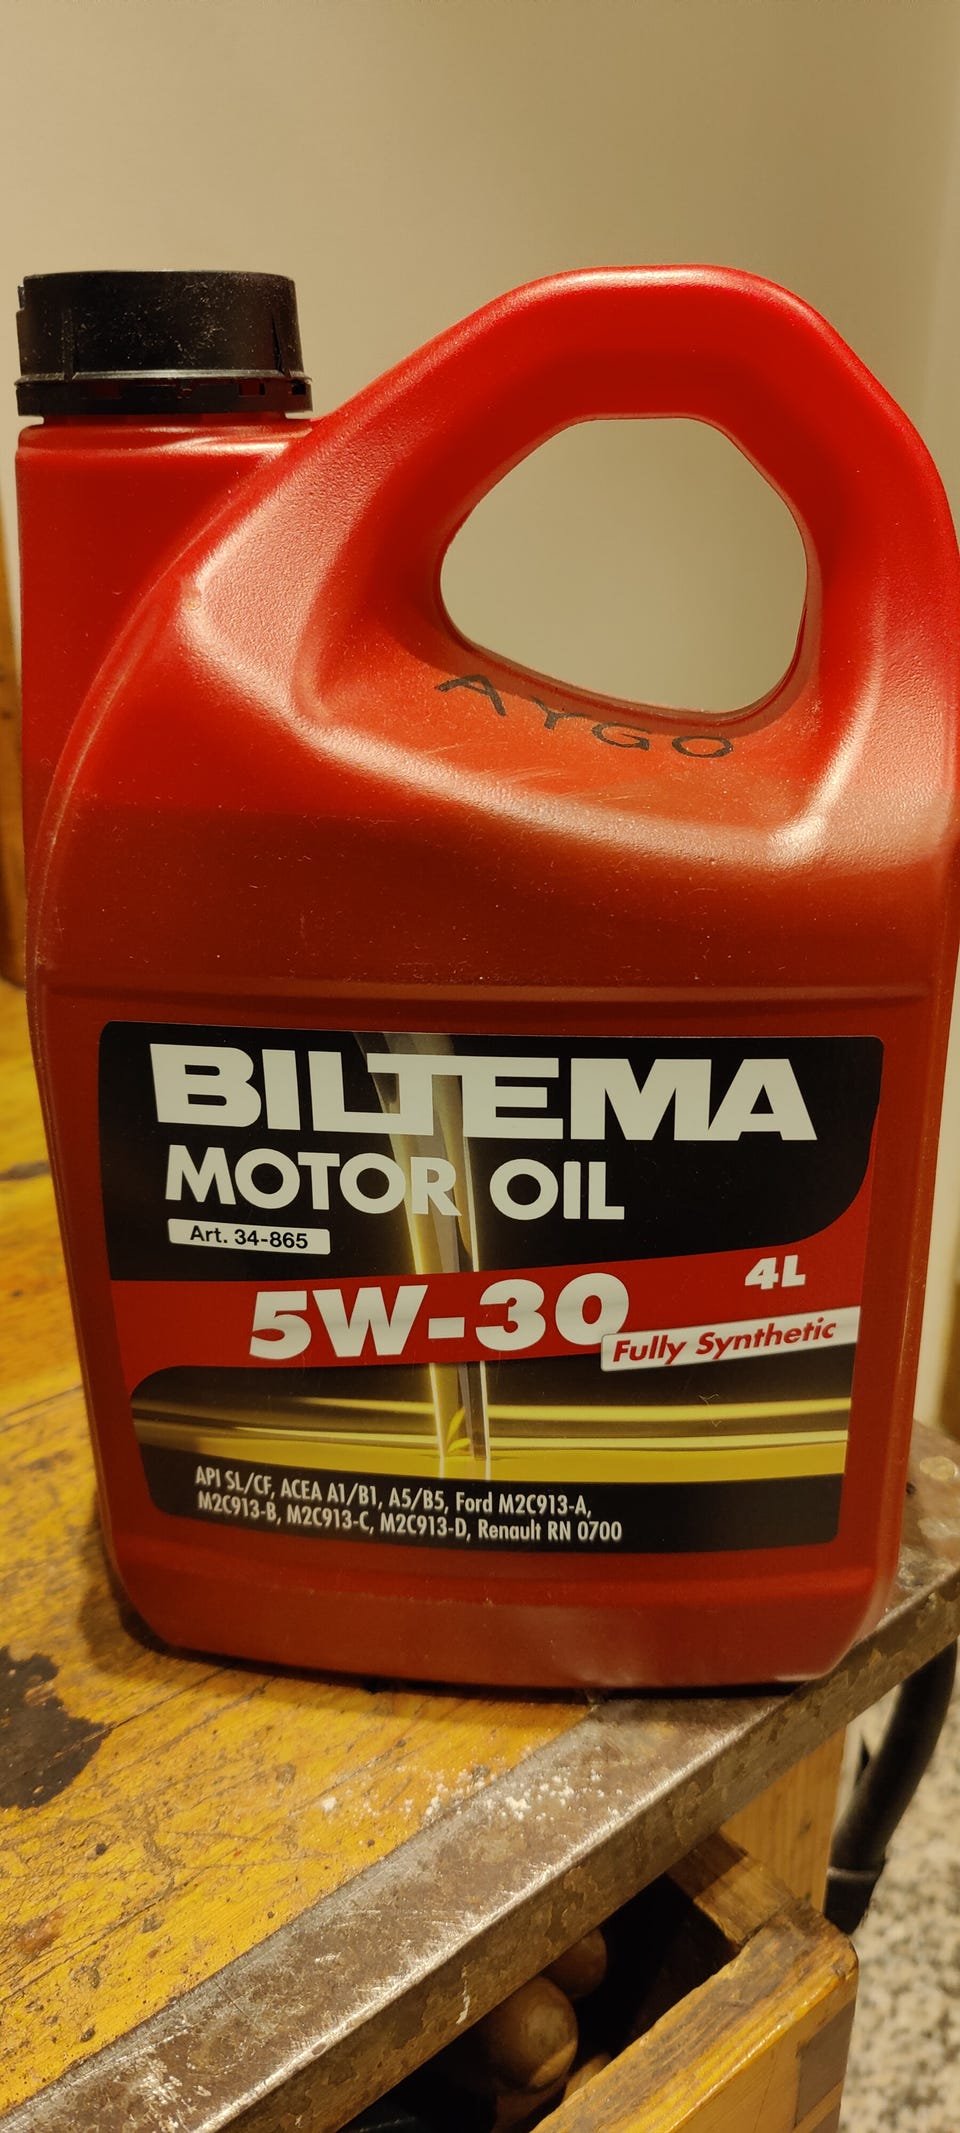 AYGO
BILTEMA
MOTOR OIL
Art. 34-865
5W-30
4L
Fully Synthetic
API SL/CF, ACEA A1/B1, A5/B5, Ford M2C913-A,
M2C913-B, M2C913-C, M2C913-D, Renault RN 0700